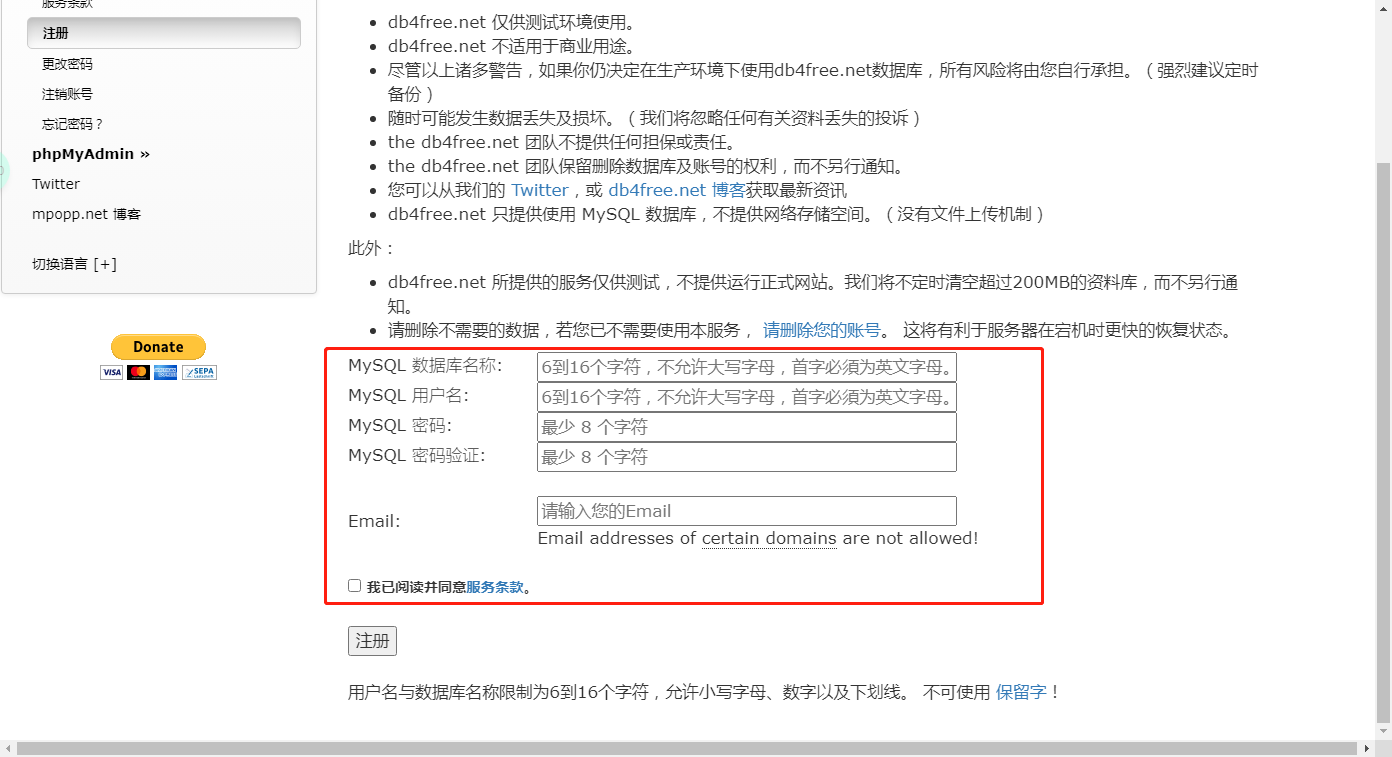 服务条款
注册
更改密码
注销账号
忘记密码？
phpMyAdmin »
Twitter
mpopp.net 博客
切换语言 [+]
Donate
VISA
SEPA
db4free.net 仅供测试环境使用。
db4free.net 不适用于商业用途。
尽管以上诸多警告，如果你仍决定在生产环境下使用db4free.net数据库，所有风险将由您自行承担。（强烈建议定时
备份）
随时可能发生数据丢失及损坏。（我们将忽略任何有关资料丢失的投诉）
the db4free.net 团队不提供任何担保或责任。
the db4free.net 团队保留删除数据库及账号的权利，而不另行通知。
您可以从我们的 Twitter，或 db4free.net 博客获取最新资讯
db4free.net 只提供使用 MySQL 数据库，不提供网络存储空间。（没有文件上传机制）
此外：
db4free.net 所提供的服务仅供测试，不提供运行正式网站。我们将不定时清空超过200MB的资料库，而不另行通
知。
请删除不需要的数据，若您已不需要使用本服务， 请删除您的账号。 这将有利于服务器在宕机时更快的恢复状态。
MySQL 数据库名称:
6到16个字符，不允许大写字母，首字必須为英文字母。
MySQL 用户名:
6到16个字符，不允许大写字母，首字必須为英文字母。
MySQL 密码:
最少 8 个字符
MySQL 密码验证:
最少 8 个字符
Email:
请输入您的Email
Email addresses of certain domains are not allowed!
我已阅读并同意服务条款。
注册
用户名与数据库名称限制为6到16个字符，允许小写字母、数字以及下划线。 不可使用 保留字！